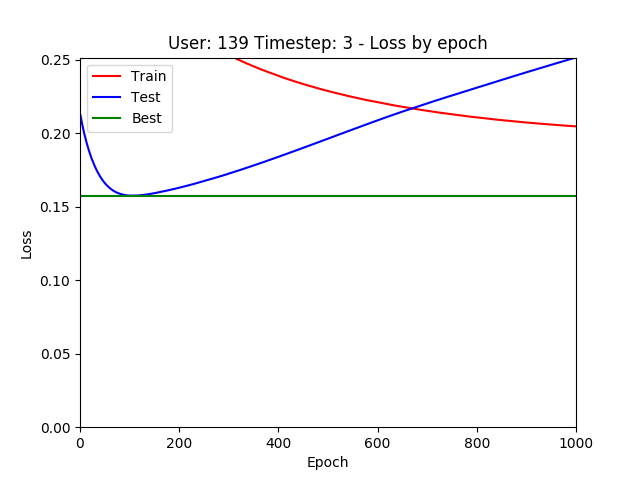 User: 139 Timestep: 3 - Loss by epoch
0.25
0.20
0.15
0.10
0.05
0.00
Loss
Train
Test
Best
0 200 400 600 800 1000
Epoch